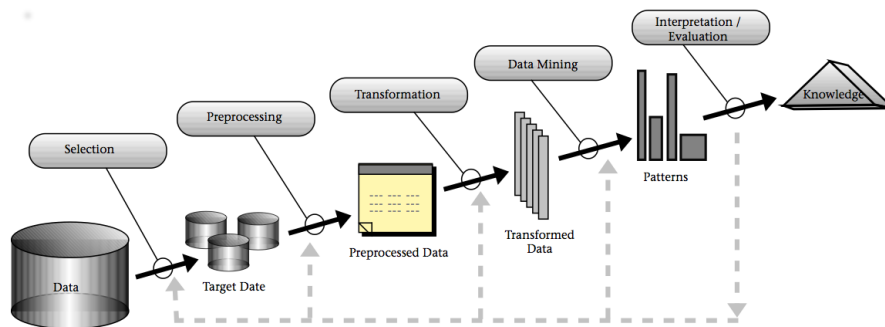 Interpretation /
Evaluation
Data Mining
Transformation
Preprocessing
Selection
Data
Target Date
Preprocessed Data
Transformed
Data
Patterns
Knowledge